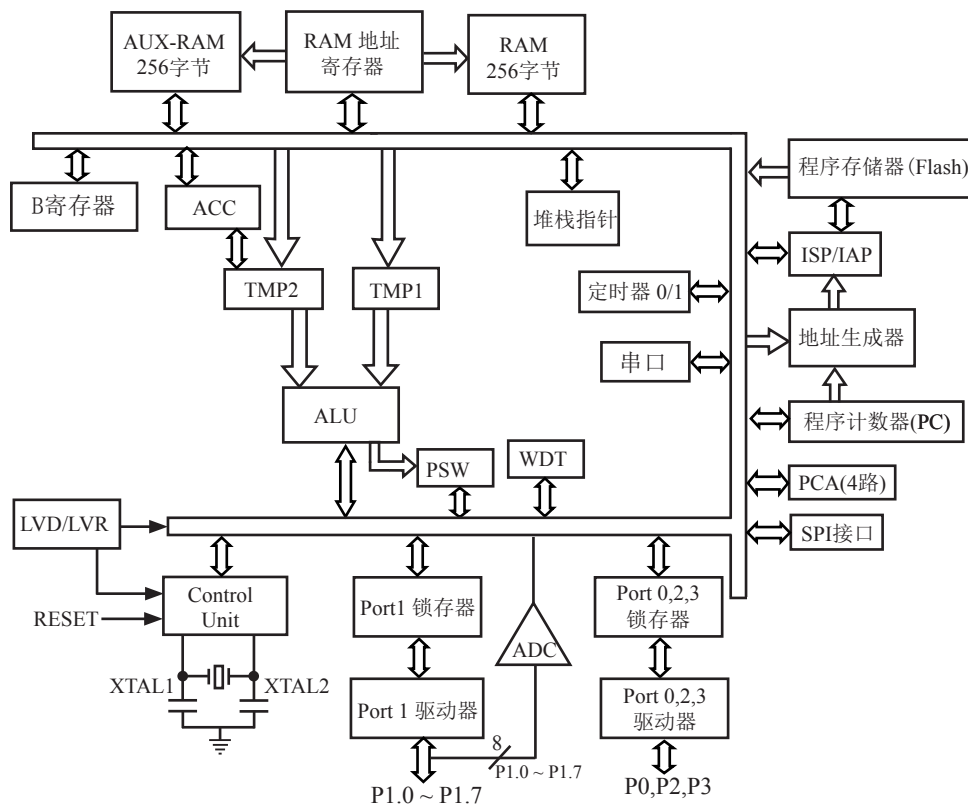 AUX-RAM
256字节
RAM 地址
寄存器
RAM
256字节
B寄存器
ACC
堆栈指针
程序存储器(Flash)
ISP/IAP
TMP2
TMP1
定时器 0/1
地址生成器
串口
ALU
程序计数器(PC)
PSW
WDT
PCA(4路)
LVD/LVR
SPI接口
Control
Unit
RESET
Port1 锁存器
ADC
Port 0,2,3
锁存器
XTAL1
XTAL2
Port 1 驱动器
Port 0,2,3
驱动器
8
P1.0 ~ P1.7
P1.0 ~ P1.7
P0,P2,P3